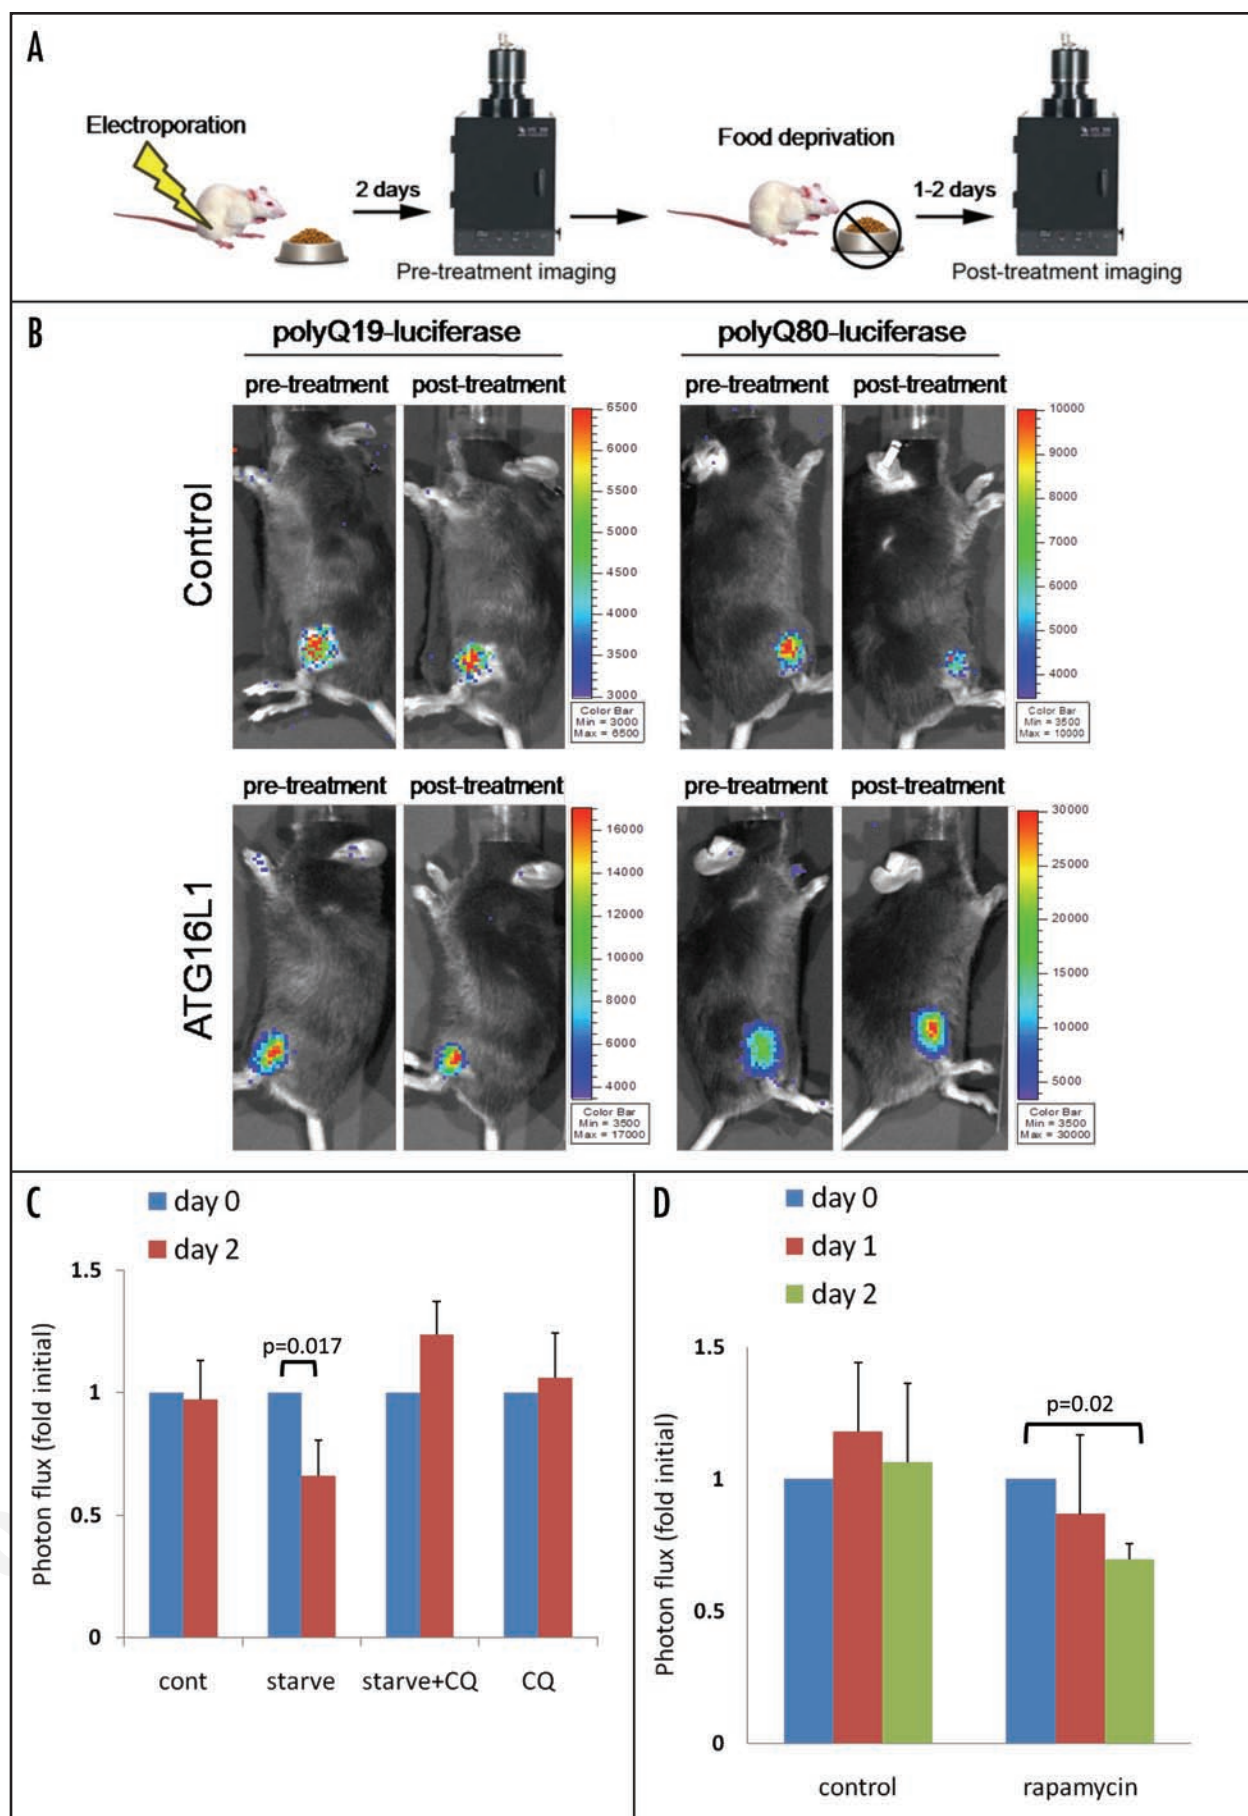 A
Electroporation
2 days
Pre-treatment imaging
Food deprivation
1-2 days
Post-treatment imaging
B
polyQ19-luciferase
polyQ80-luciferase
pre-treatment
post-treatment
pre-treatment
post-treatment
Control
6500
6000
5500
5000
4500
4000
3500
3000
Color Bar
Min = 3000
Max = 6500
10000
9000
8000
7000
6000
5000
4000
Color Bar
Min = 3500
Max = 10000
pre-treatment
post-treatment
pre-treatment
post-treatment
ATG16L1
16000
14000
12000
10000
8000
6000
4000
Color Bar
Min = 3500
Max = 17000
30000
25000
20000
15000
10000
5000
Color Bar
Min = 3500
Max = 30000
C
day 0
day 2
Photon flux (fold initial)
1.5
1
0.5
0
p=0.017
cont
starve
starve+CQ
CQ
D
day 0
day 1
day 2
Photon flux (fold initial)
1.5
1
0.5
0
p=0.02
control
rapamycin